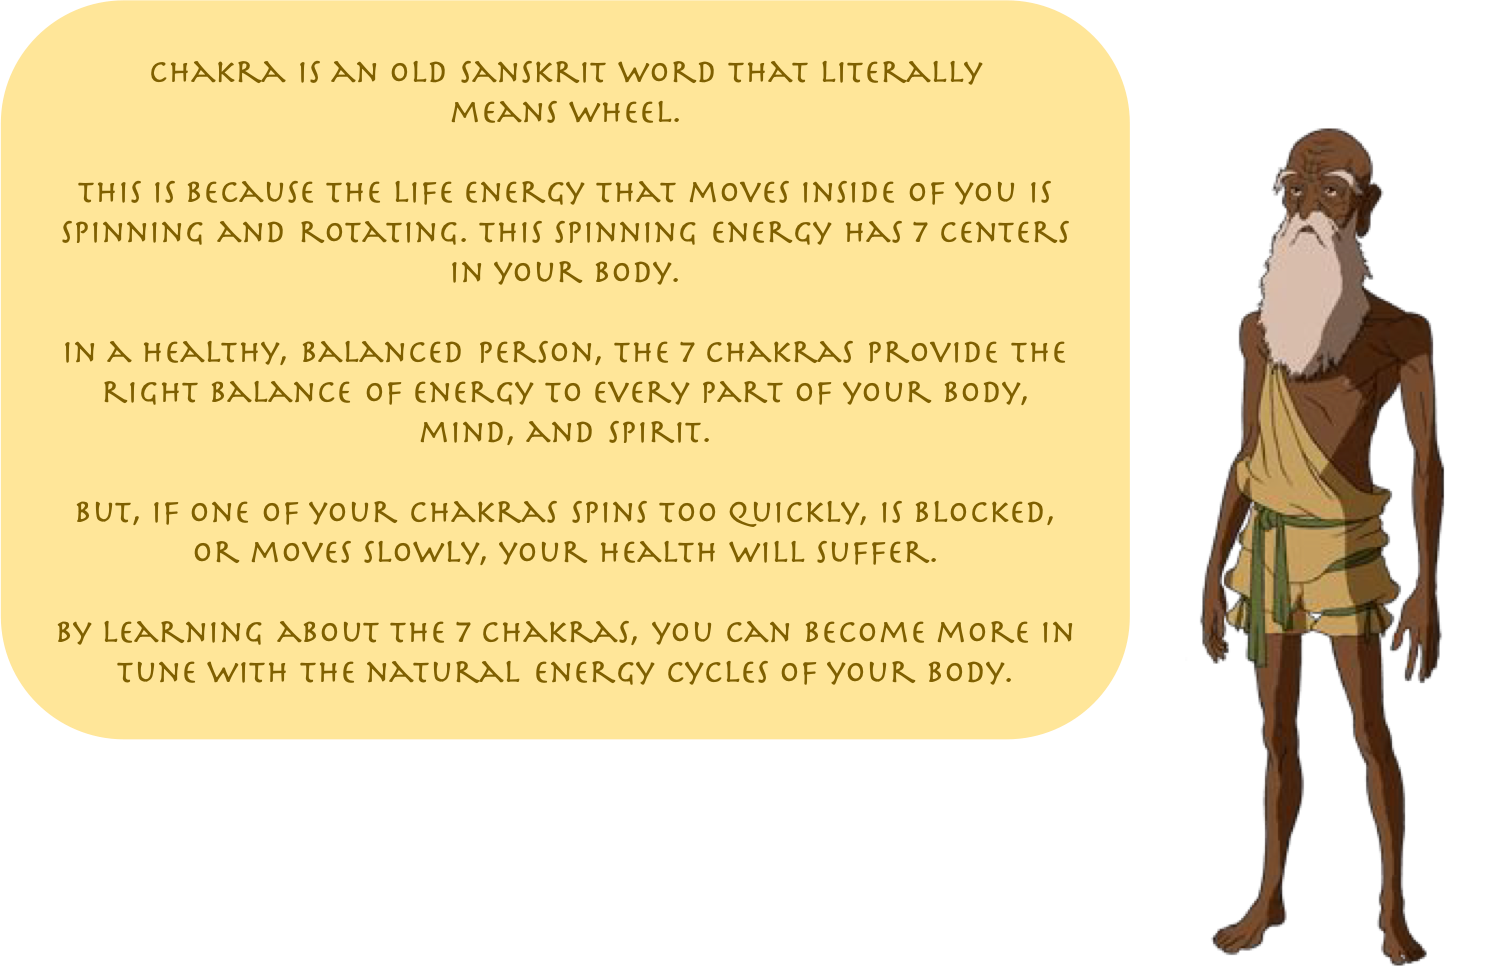 Chakra is an old Sanskrit word that literally
means wheel.
This is because the life energy that moves inside of you is
spinning and rotating. This spinning energy has 7 centers
in your body.
In a healthy, balanced person, the 7 chakras provide the
right balance of energy to every part of your body,
mind, and spirit.
But, if one of your chakras spins too quickly, is blocked,
or moves slowly, your health will suffer.
By learning about the 7 chakras, you can become more in
tune with the natural energy cycles of your body.